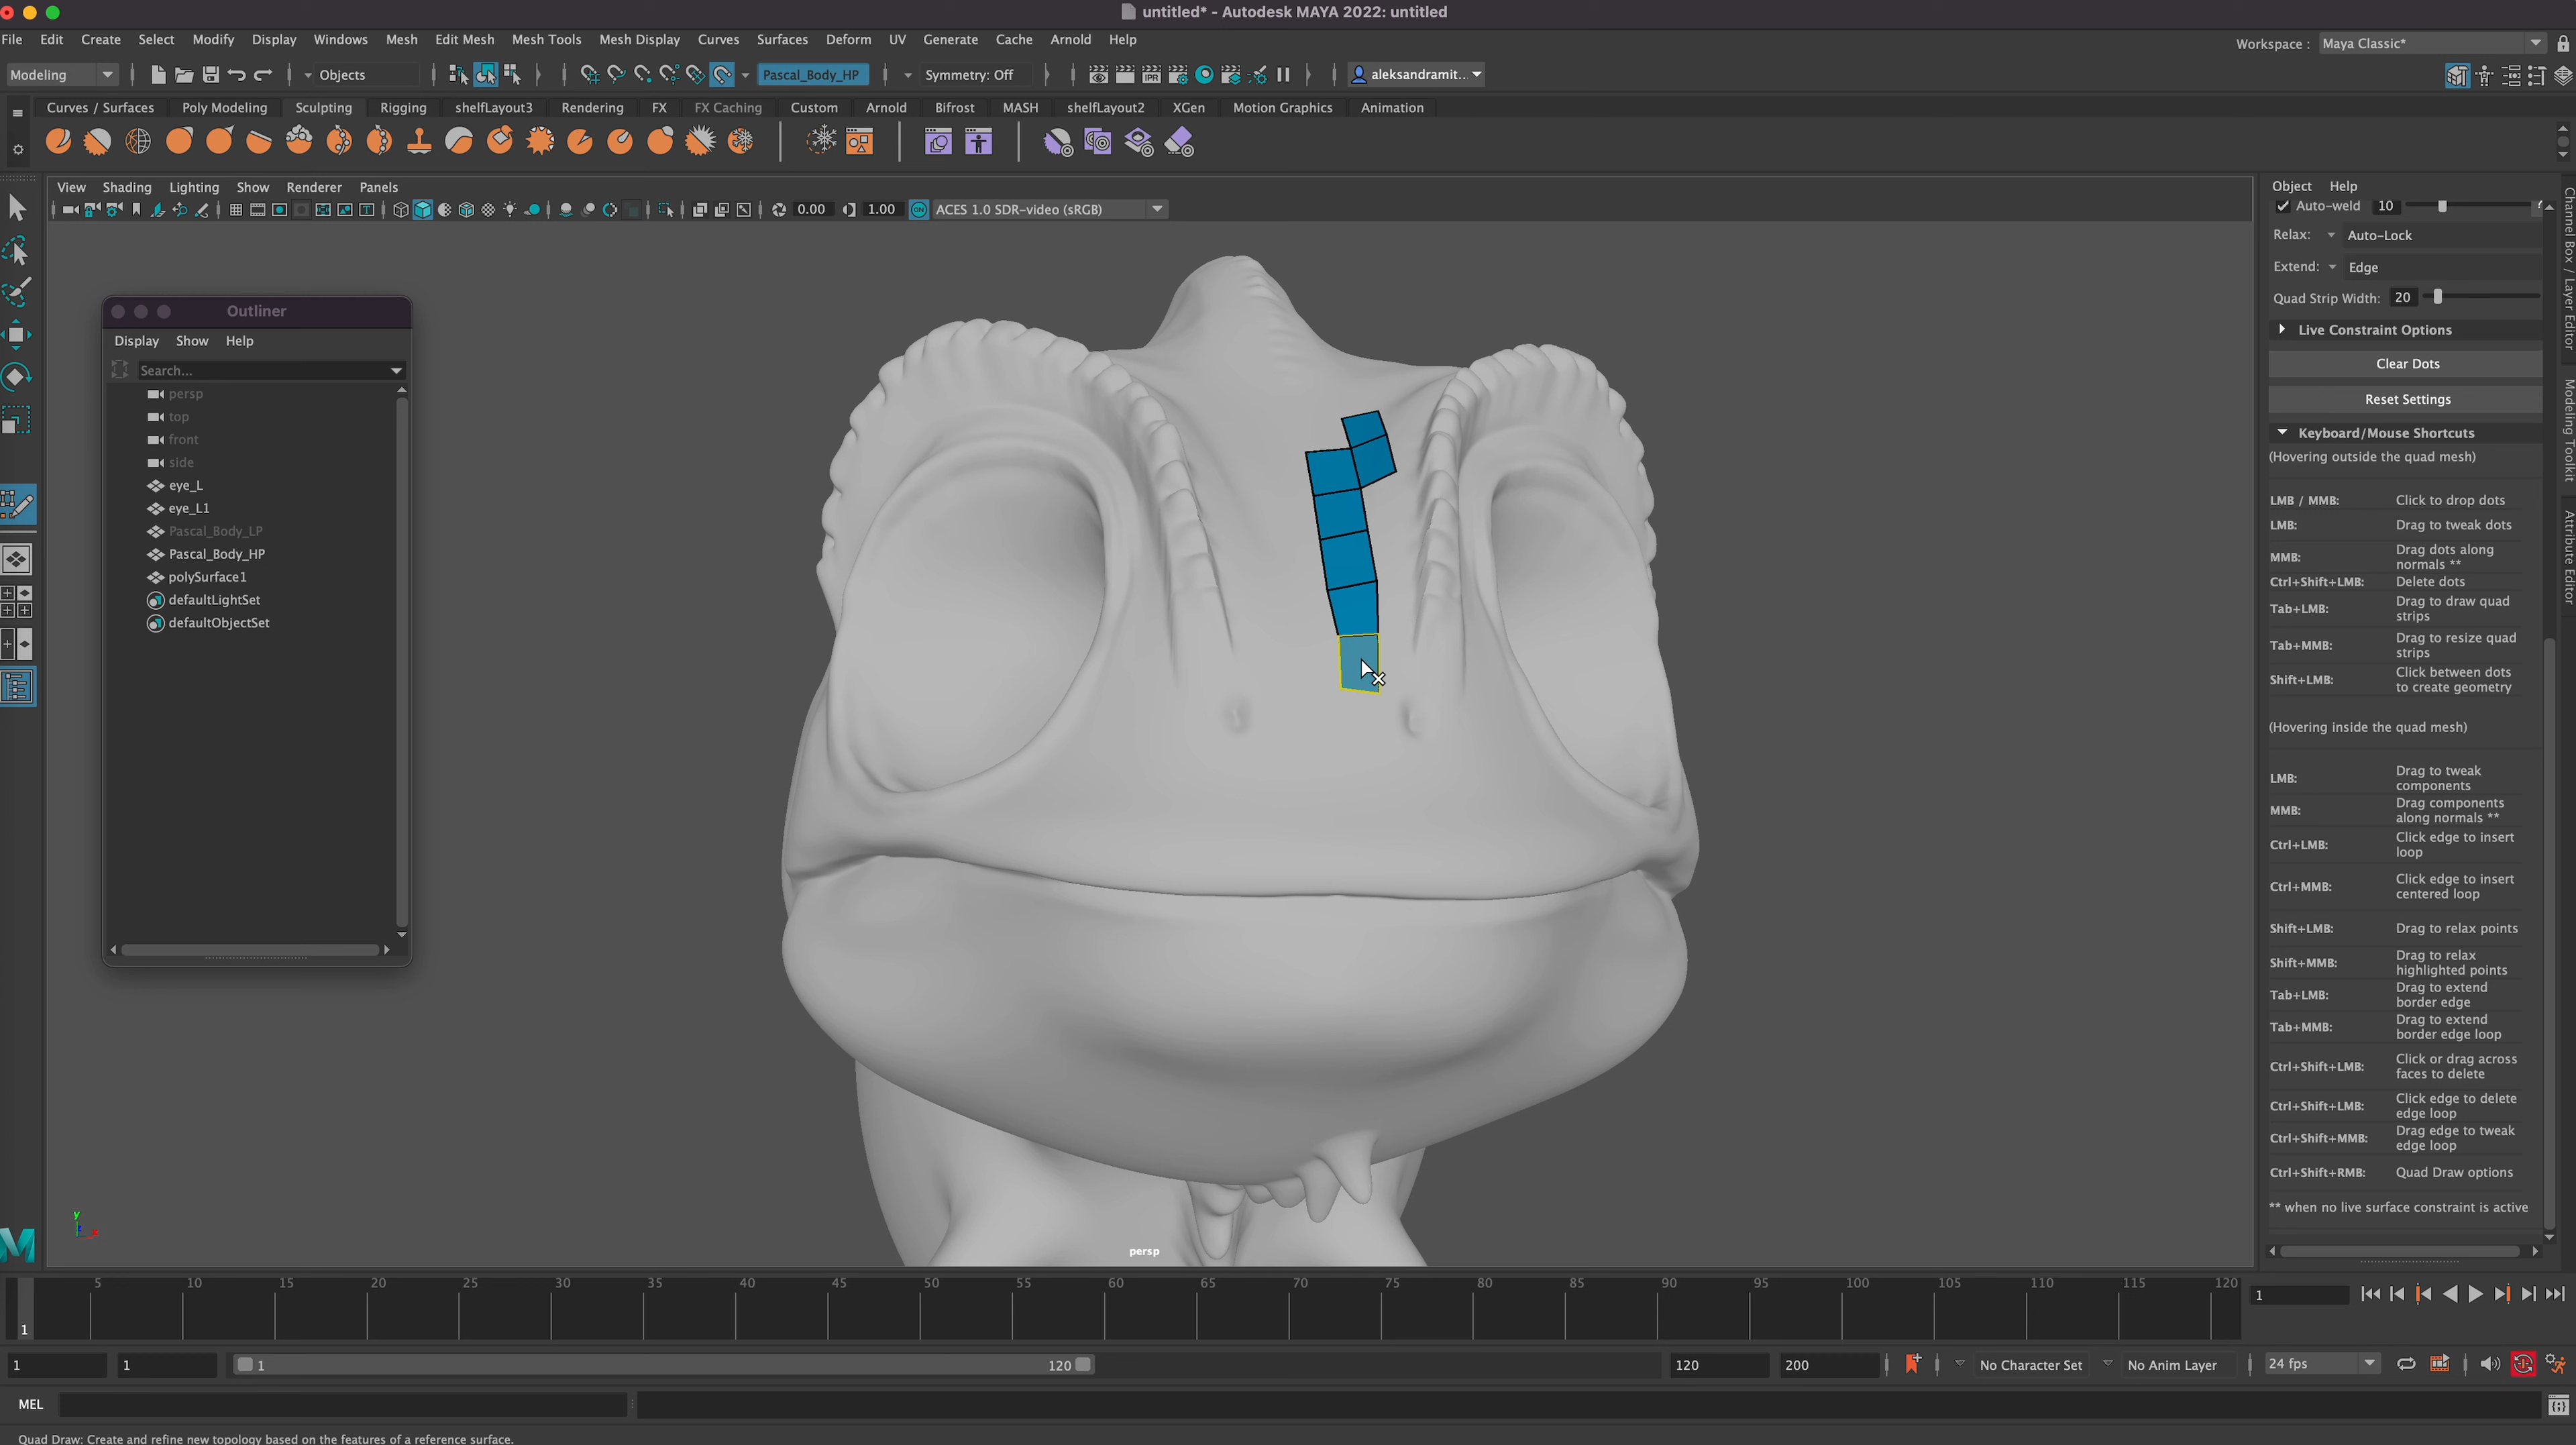 untitled* - Autodesk MAYA 2022: untitled
File Edit Create Select Modify Display Windows Mesh Edit Mesh Mesh Tools Mesh Display Curves Surfaces Deform UV Generate Cache Arnold Help
Workspace : Maya Classic*
Modeling Objects Pascal_Body_HP Symmetry: Off IPR aleksandramit...
Curves / Surfaces Poly Modeling Sculpting Rigging shelfLayout3 Rendering FX FX Caching Custom Arnold Bifrost MASH shelfLayout2 XGen Motion Graphics Animation
View Shading Lighting Show Renderer Panels
0.00 1.00 ON ACES 1.0 SDR-video (sRGB)
Outliner
Display Show Help
Search...
persp
top
front
side
eye_L
eye_L1
Pascal_Body_LP
Pascal_Body_HP
polySurface1
defaultLightSet
defaultObjectSet
y
persp
Object Help
Auto-weld 10
Relax: Auto-Lock
Extend: Edge
Quad Strip Width: 20
Live Constraint Options
Clear Dots
Reset Settings
Keyboard/Mouse Shortcuts
(Hovering outside the quad mesh)
LMB / MMB: Click to drop dots
LMB: Drag to tweak dots
MMB: Drag dots along
normals **
Ctrl+Shift+LMB: Delete dots
Tab+LMB: Drag to draw quad
strips
Tab+MMB: Drag to resize quad
strips
Shift+LMB: Click between dots
to create geometry
(Hovering inside the quad mesh)
LMB: Drag to tweak
components
MMB: Drag components
along normals **
Ctrl+LMB: Click edge to insert
loop
Ctrl+MMB: Click edge to insert
centered loop
Shift+LMB: Drag to relax points
Shift+MMB: Drag to relax
highlighted points
Tab+LMB: Drag to extend
border edge
Tab+MMB: Drag to extend
border edge loop
Ctrl+Shift+LMB: Click or drag across
faces to delete
Ctrl+Shift+LMB: Click edge to delete
edge loop
Ctrl+Shift+MMB: Drag edge to tweak
edge loop
Ctrl+Shift+RMB: Quad Draw options
** when no live surface constraint is active
Channel Box / Layer Editor
Modeling Toolkit
Attribute Editor
5 10 15 20 25 30 35 40 45 50 55 60 65 70 75 80 85 90 95 100 105 110 115 120
1
1
1 1 1 120 120 200 No Character Set No Anim Layer 24 fps
MEL
Quad Draw: Create and refine new topology based on the features of a reference surface.